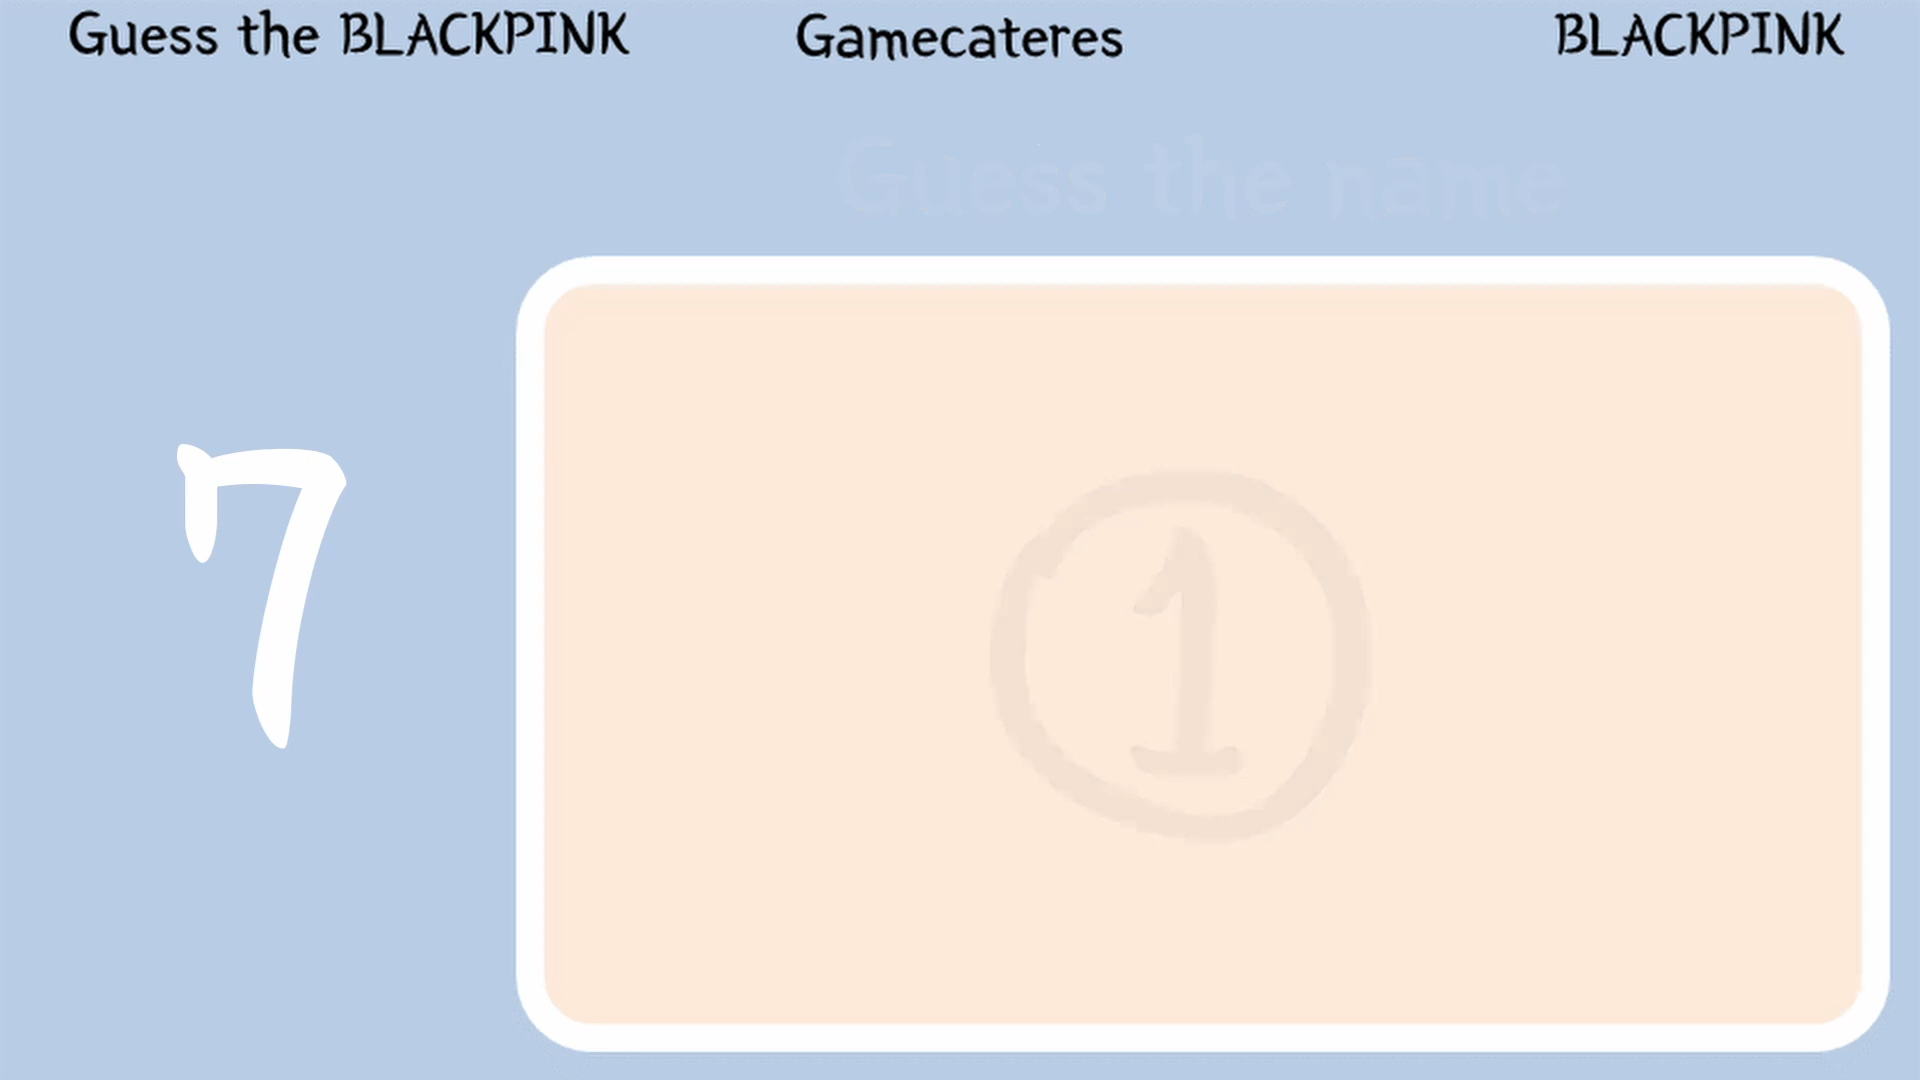 Guess the BLACKPINK
Gamecateres
BLACKPINK
Guess the name
7
1